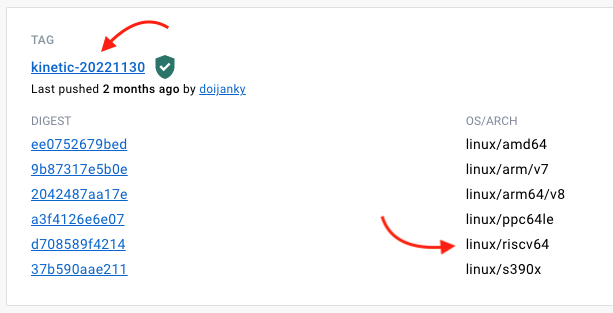 TAG
kinetic-20221130
Last pushed 2 months ago by doijanky
DIGEST OS/ARCH
ee0752679bed linux/amd64
9b87317e5b0e linux/arm/v7
2042487aa17e linux/arm64/v8
a3f4126e6e07 linux/ppc64le
d708589f4214 linux/riscv64
37b590aae211 linux/s390x